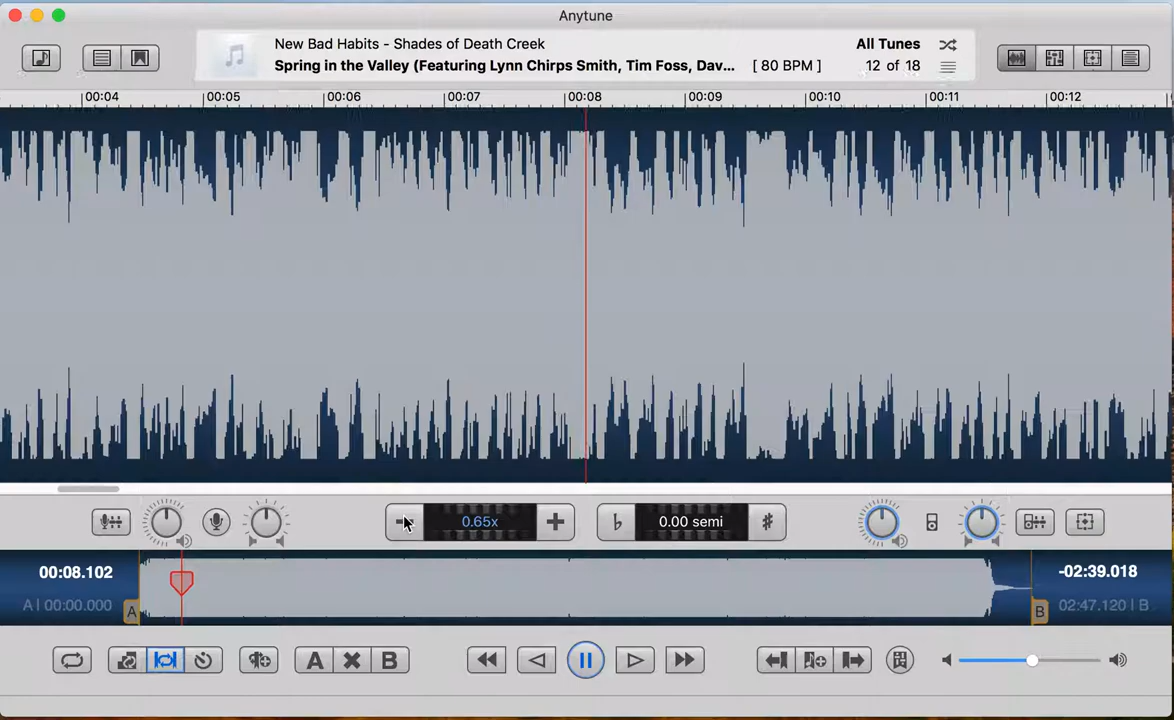 Anytune
New Bad Habits - Shades of Death Creek
All Tunes
Spring in the Valley (Featuring Lynn Chirps Smith, Tim Foss, Dav...
[ 80 BPM ]
12 of 18
00:04 00:05 00:06 00:07 00:08 00:09 00:10 00:11 00:12
0.65x
♭
0.00 semi
♯
00:08.102
-02:39.018
A | 00:00.000
A
B
02:47.120 | B
A
B